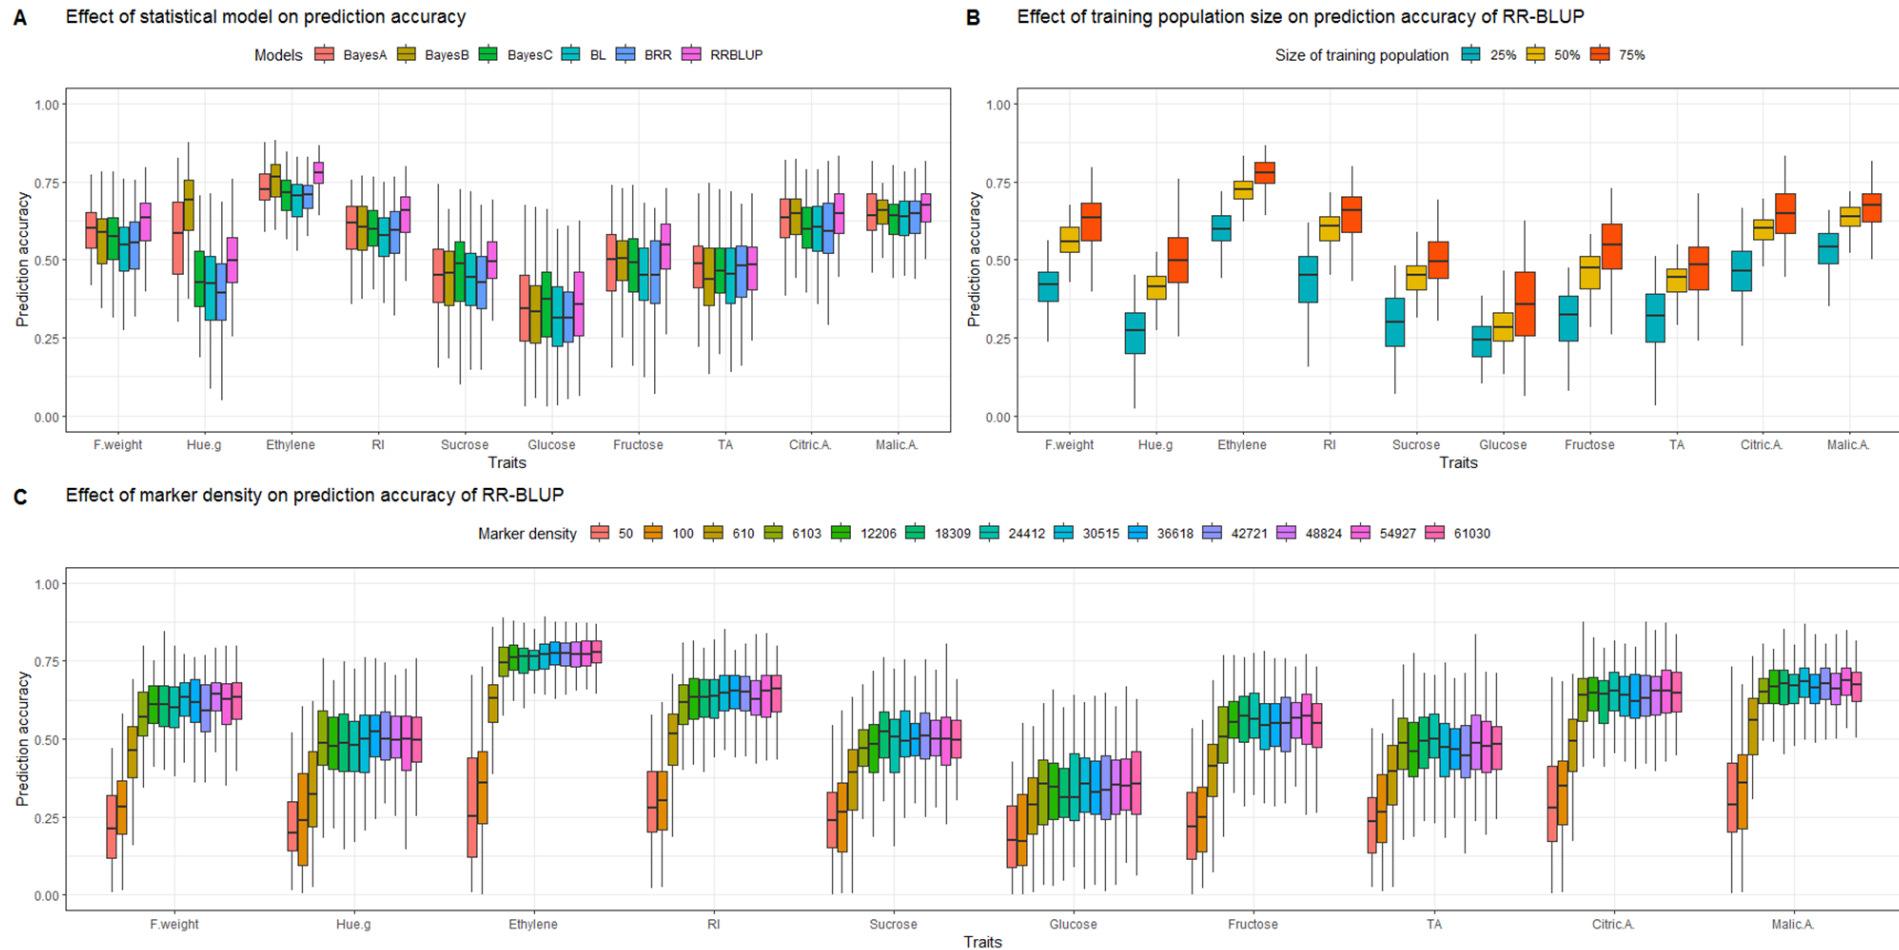 A Effect of statistical model on prediction accuracy
Models BayesA BayesB BayesC BL BRR RRBLUP
1.00
0.75
0.50
0.25
0.00
Prediction accuracy
F.weight Hue.g Ethylene RI Sucrose Glucose Fructose TA Citric.A. Malic.A.
Traits
B Effect of training population size on prediction accuracy of RR-BLUP
Size of training population 25% 50% 75%
1.00
0.75
0.50
0.25
0.00
Prediction accuracy
F.weight Hue.g Ethylene RI Sucrose Glucose Fructose TA Citric.A. Malic.A.
Traits
C Effect of marker density on prediction accuracy of RR-BLUP
Marker density 50 100 610 6103 12206 18309 24412 30515 36618 42721 48824 54927 61030
1.00
0.75
0.50
0.25
0.00
Prediction accuracy
F.weight Hue.g Ethylene RI Sucrose Glucose Fructose TA Citric.A. Malic.A.
Traits